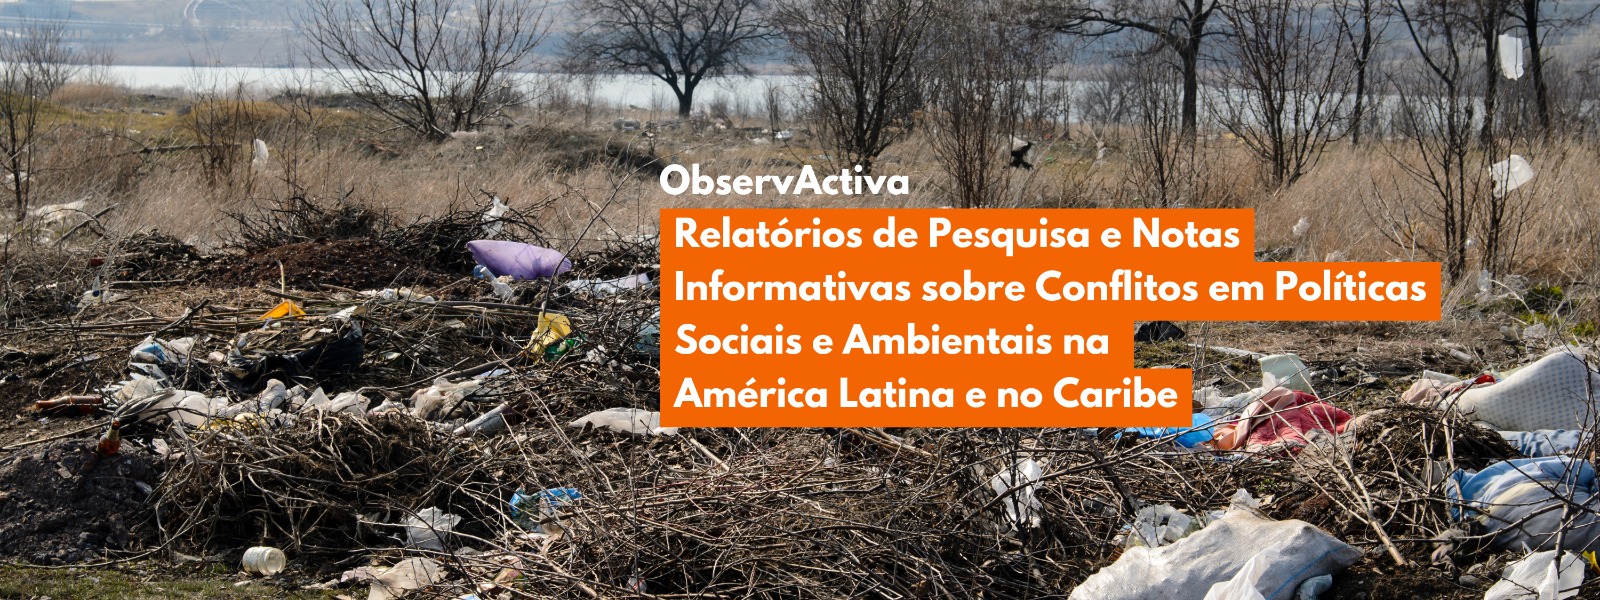 ObservActiva
Relatórios de Pesquisa e Notas
Informativas sobre Conflitos em Políticas
Sociais e Ambientais na
América Latina e no Caribe